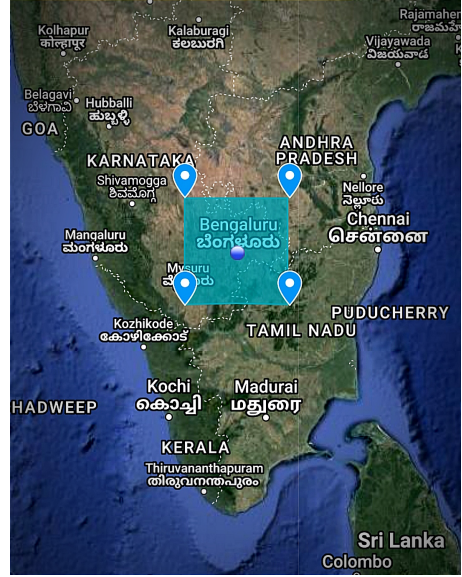 Rajamaher
Kolhapur
कोल्हापूर
Kalaburagi
ಕಲಬುರಗಿ
Vijayawada
విజయవాడ
Belagavi
ಬೆಳಗಾವಿ
Hubballi
ಹುಬ್ಬಳ್ಳಿ
GOA
ANDHRA
PRADESH
KARNATAKA
Shivamogga
ಶಿವಮೊಗ್ಗ
Nellore
నెల్లూరు
Chennai
சென்னை
Bengaluru
ಬೆಂಗಳೂರು
Mangaluru
ಮಂಗಳೂರು
Mysuru
PUDUCHERRY
Kozhikode
കോഴിക്കോട്
TAMIL NADU
Kochi
കൊച്ചി
Madurai
மதுரை
HADWEEP
KERALA
Thiruvananthapuram
തിരുവനന്തപുരം
Sri Lanka
Colombo